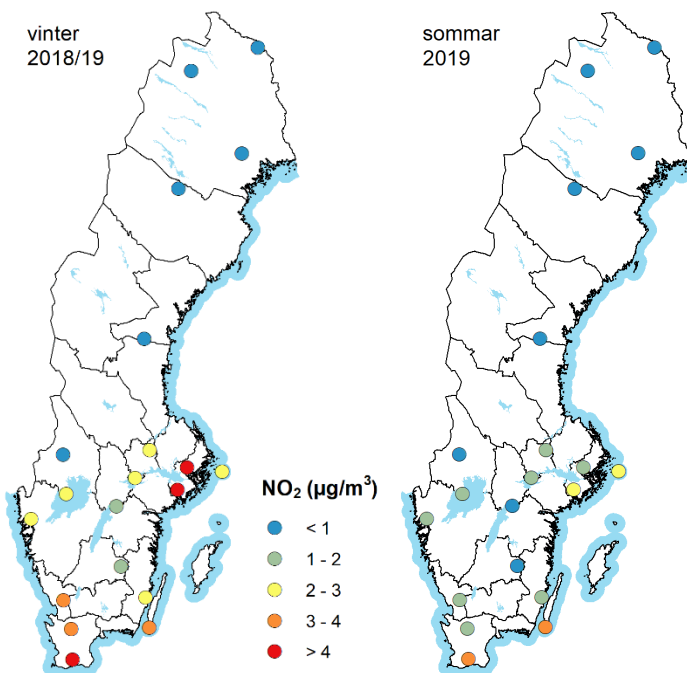 vinter
2018/19
sommar
2019
NO₂ (µg/m³)
< 1
1 - 2
2 - 3
3 - 4
> 4